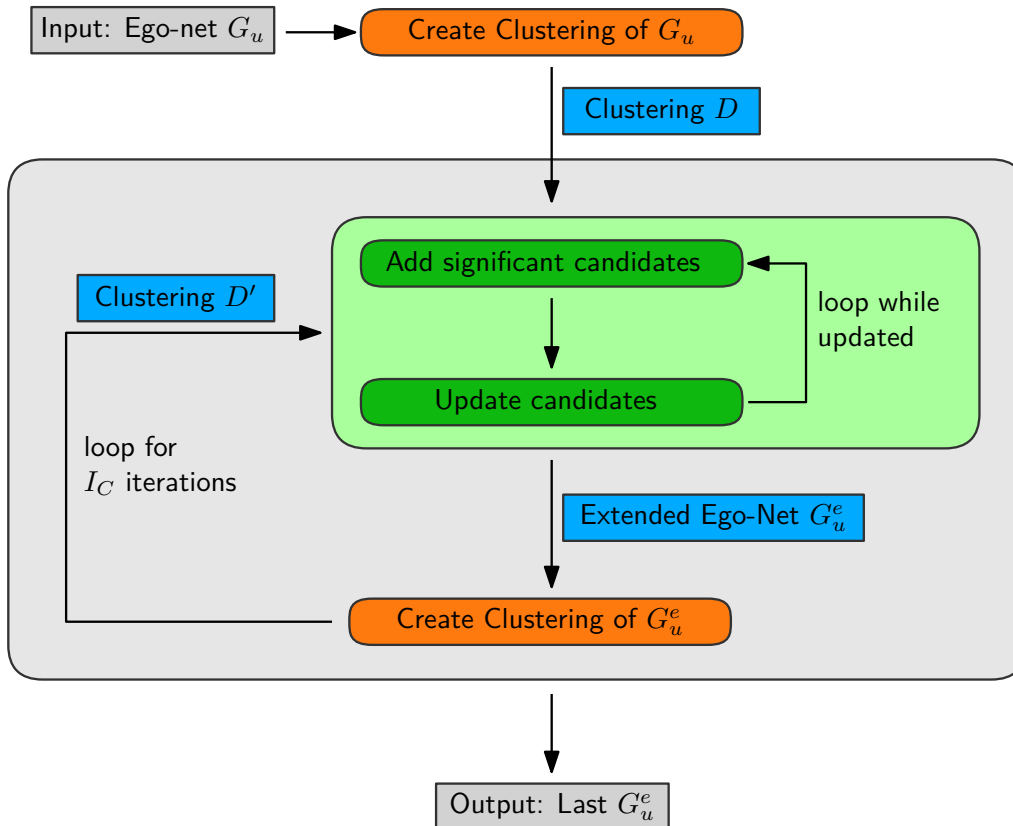 Input: Ego-net $G_u$
Create Clustering of $G_u$
Clustering $D$
Add significant candidates
Clustering $D'$
loop while
updated
Update candidates
loop for
$I_C$ iterations
Extended Ego-Net $G_u^e$
Create Clustering of $G_u^e$
Output: Last $G_u^e$